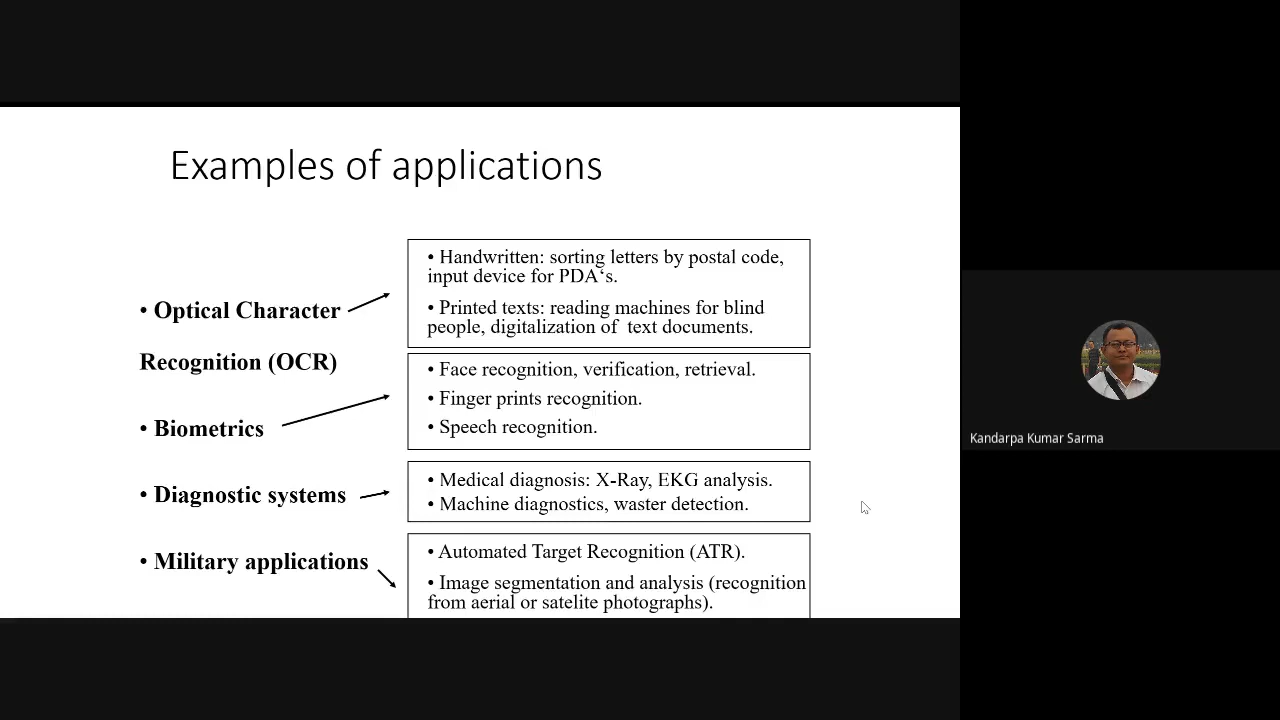 Examples of applications
• Optical Character
Recognition (OCR)
• Handwritten: sorting letters by postal code,
input device for PDA‘s.
• Printed texts: reading machines for blind
people, digitalization of  text documents.
• Biometrics
• Face recognition, verification, retrieval.
• Finger prints recognition.
• Speech recognition.
• Diagnostic systems
• Medical diagnosis: X-Ray, EKG analysis.
• Machine diagnostics, waster detection.
• Military applications
• Automated Target Recognition (ATR).
• Image segmentation and analysis (recognition
from aerial or satelite photographs).
Kandarpa Kumar Sarma